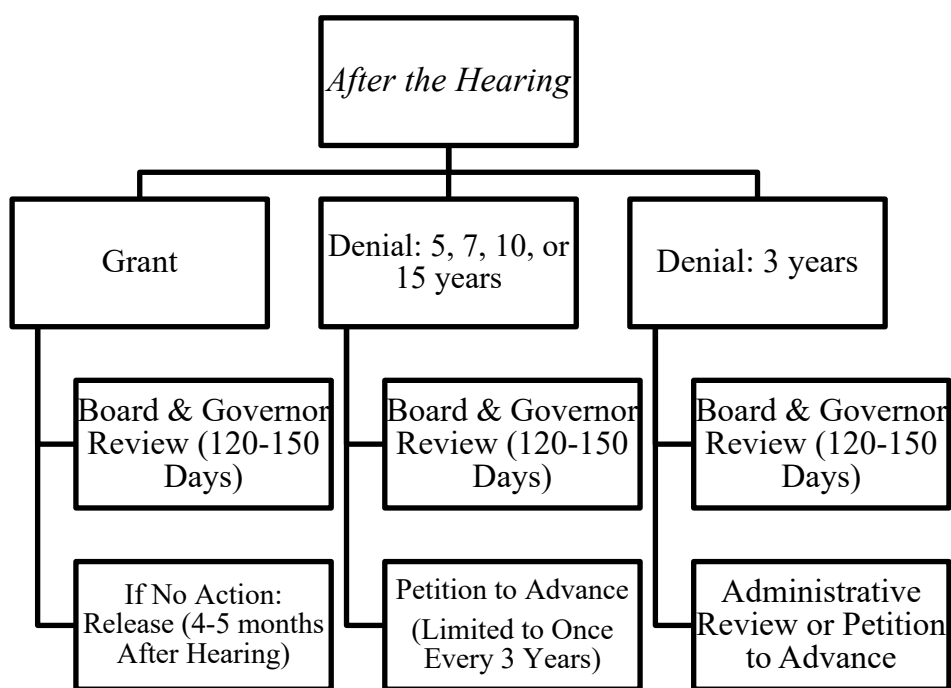 After the Hearing
Grant
Denial: 5, 7, 10, or
15 years
Denial: 3 years
Board & Governor
Review (120-150
Days)
Board & Governor
Review (120-150
Days)
Board & Governor
Review (120-150
Days)
If No Action:
Release (4-5 months
After Hearing)
Petition to Advance
(Limited to Once
Every 3 Years)
Administrative
Review or Petition
to Advance